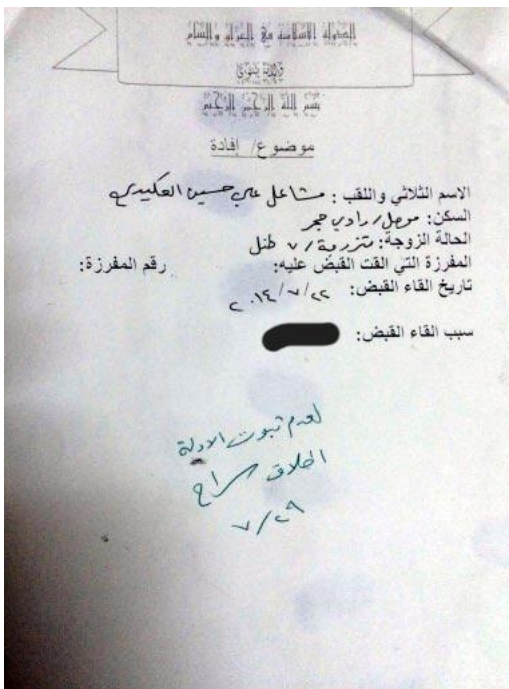 الدولة الاسلامية في العراق والشام
ولاية نينوى
بسم الله الرحمن الرحيم
موضوع/ إفادة
الاسم الثلاثي واللقب : مشاعل علي حسين العكيدي
السكن: موصل/ وادي حجر
الحالة الزوجة: متزوجة / ٧ طفل
المفرزة التي القت القبض عليه: رقم المفرزة:
تاريخ القاء القبض: ٢٠١٤/٧/٢٢
سبب القاء القبض:
لعدم ثبوت الادلة
اطلاق سراح
٧/٢٩